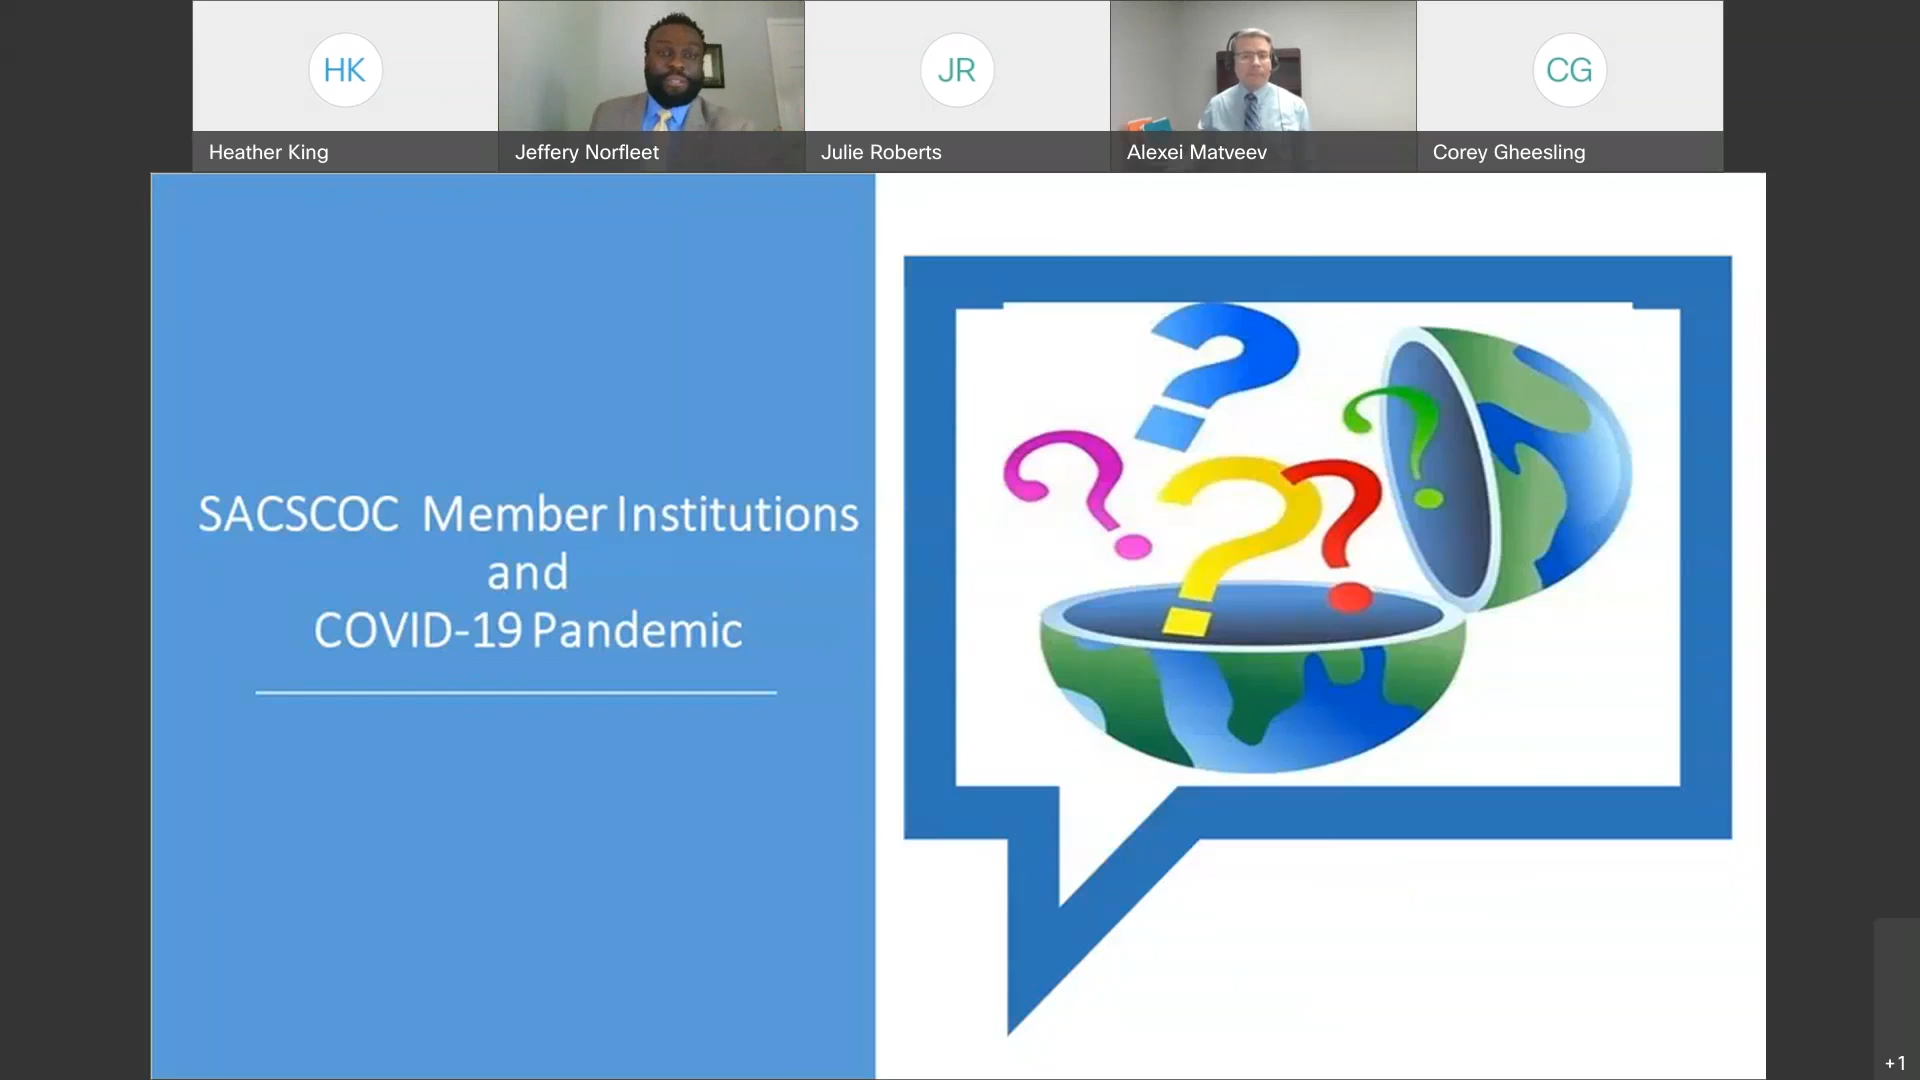 HK
JR
CG
Heather King
Jeffery Norfleet
Julie Roberts
Alexei Matveev
Corey Gheesling
SACSCOC Member Institutions
and
COVID-19 Pandemic
?
?
?
?
?
+1